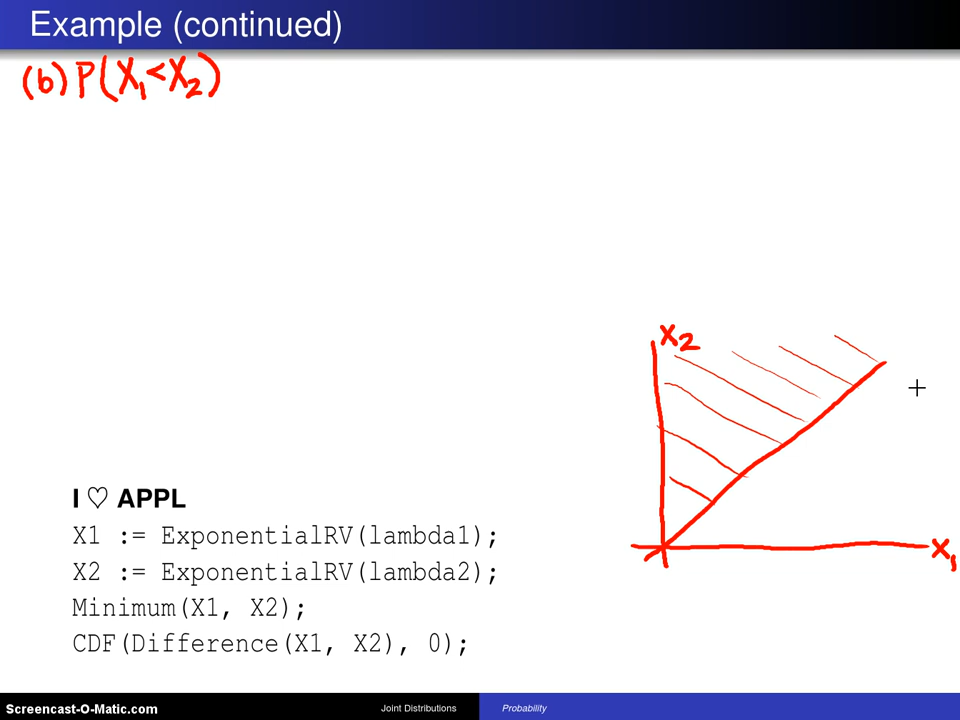 Example (continued)
(b) P(X₁<X₂)
X₂
X₁
I ♡ APPL
X1 := ExponentialRV(lambda1);
X2 := ExponentialRV(lambda2);
Minimum(X1, X2);
CDF(Difference(X1, X2), 0);
Screencast-O-Matic.com
Joint Distributions
Probability